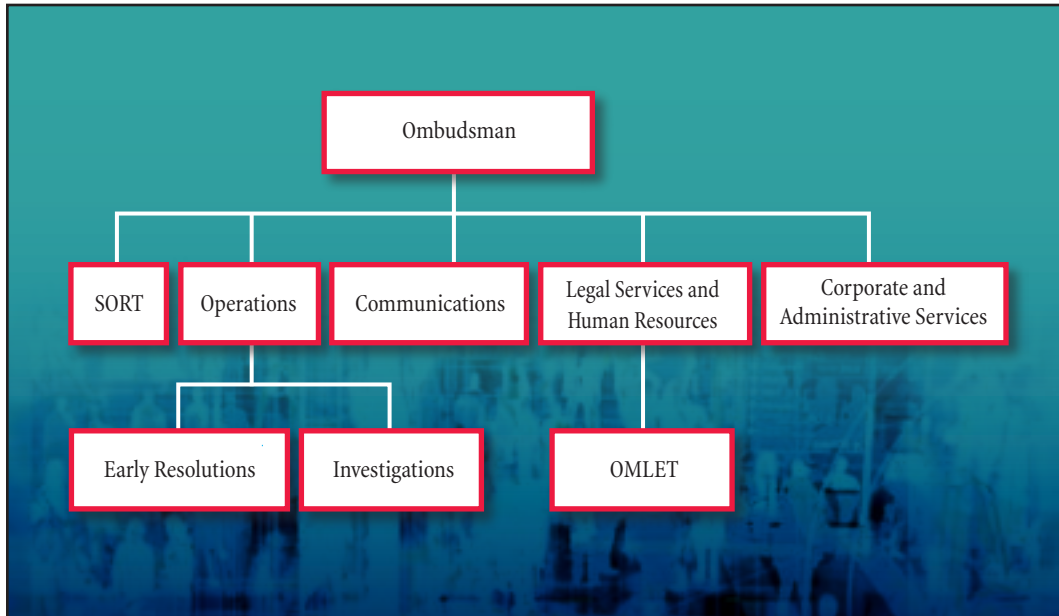 Ombudsman
SORT
Operations
Communications
Legal Services and
Human Resources
Corporate and
Administrative Services
Early Resolutions
Investigations
OMLET